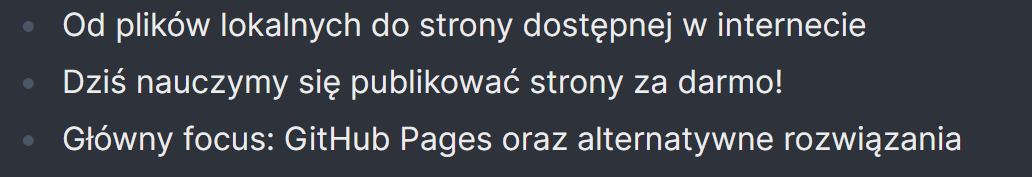 Od plików lokalnych do strony dostępnej w internecie
Dziś nauczymy się publikować strony za darmo!
Główny focus: GitHub Pages oraz alternatywne rozwiązania